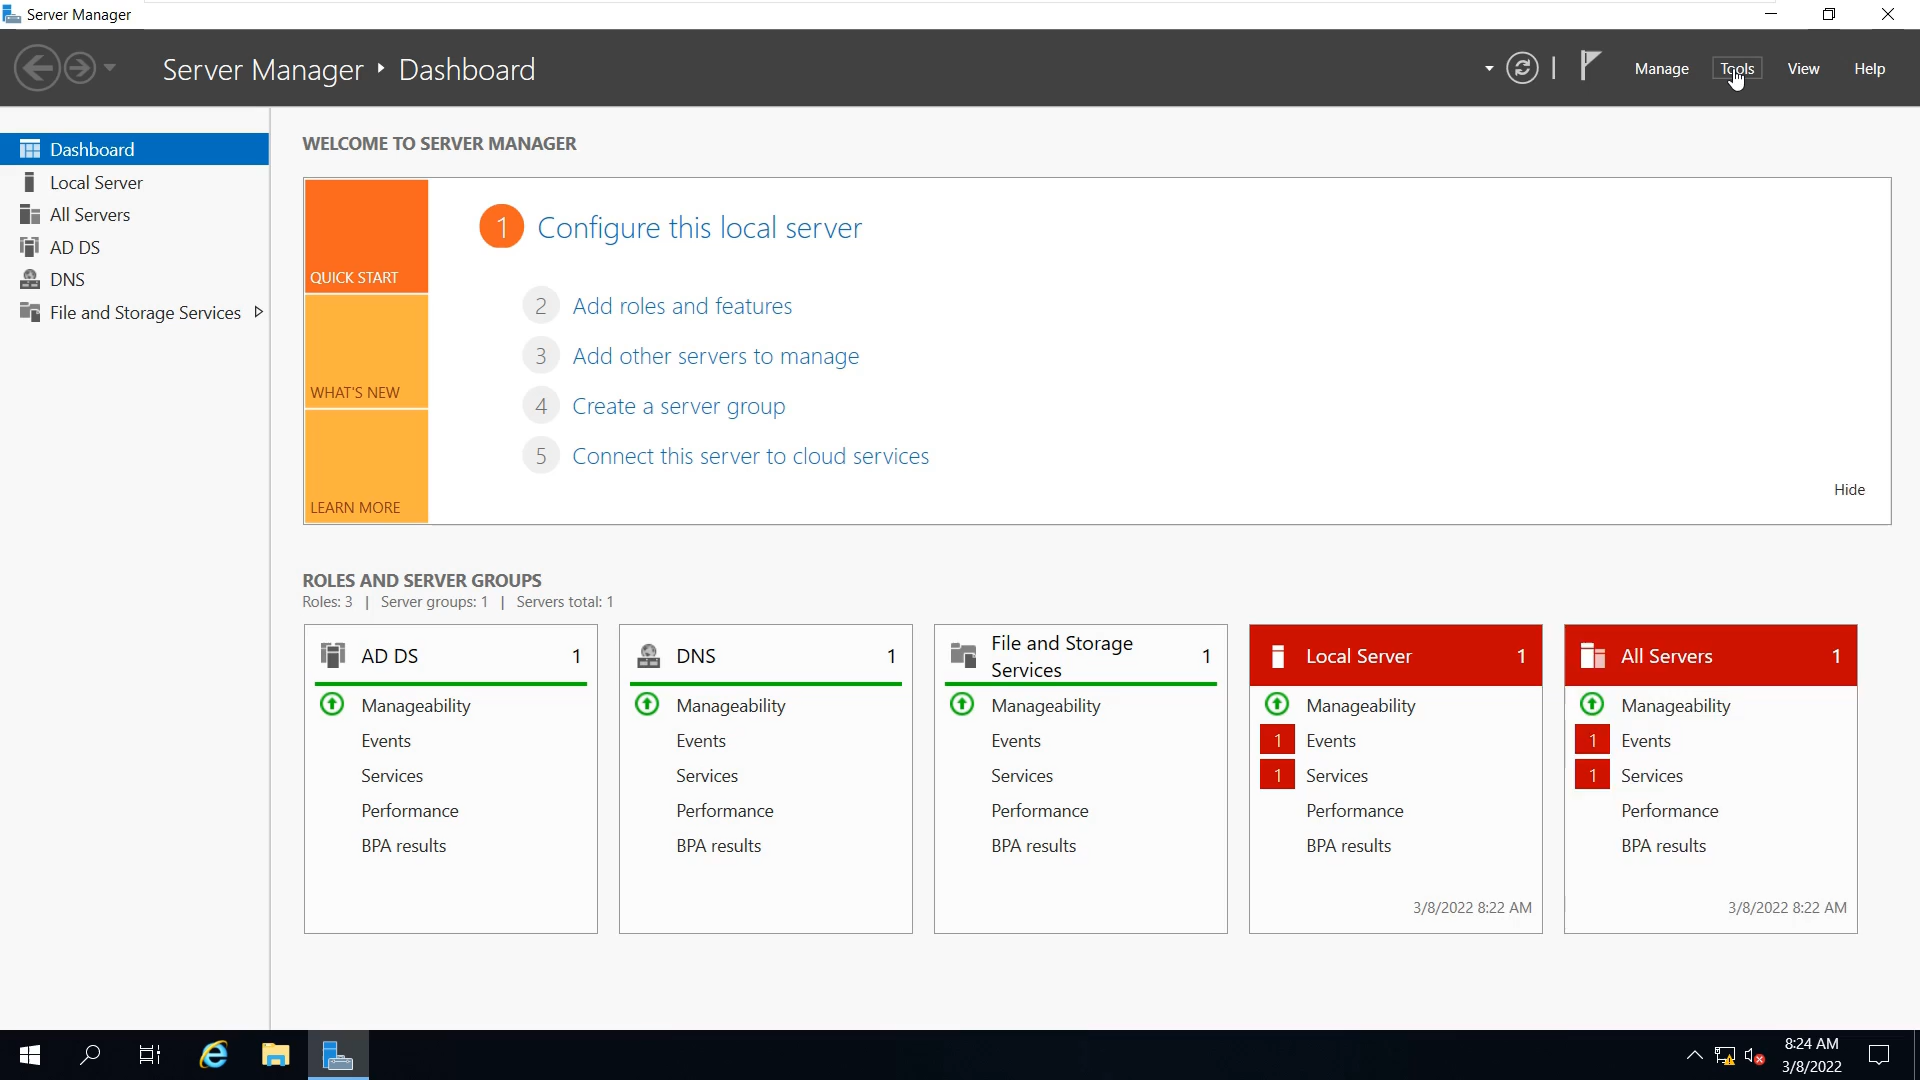 Server Manager
Server Manager ‣ Dashboard
Manage
Tools
View
Help
Dashboard
Local Server
All Servers
AD DS
DNS
File and Storage Services
WELCOME TO SERVER MANAGER
QUICK START
WHAT'S NEW
LEARN MORE
1 Configure this local server
2 Add roles and features
3 Add other servers to manage
4 Create a server group
5 Connect this server to cloud services
Hide
ROLES AND SERVER GROUPS
Roles: 3 | Server groups: 1 | Servers total: 1
AD DS 1
Manageability
Events
Services
Performance
BPA results
DNS 1
Manageability
Events
Services
Performance
BPA results
File and Storage
Services 1
Manageability
Events
Services
Performance
BPA results
Local Server 1
Manageability
1 Events
1 Services
Performance
BPA results
3/8/2022 8:22 AM
All Servers 1
Manageability
1 Events
1 Services
Performance
BPA results
3/8/2022 8:22 AM
8:24 AM
3/8/2022